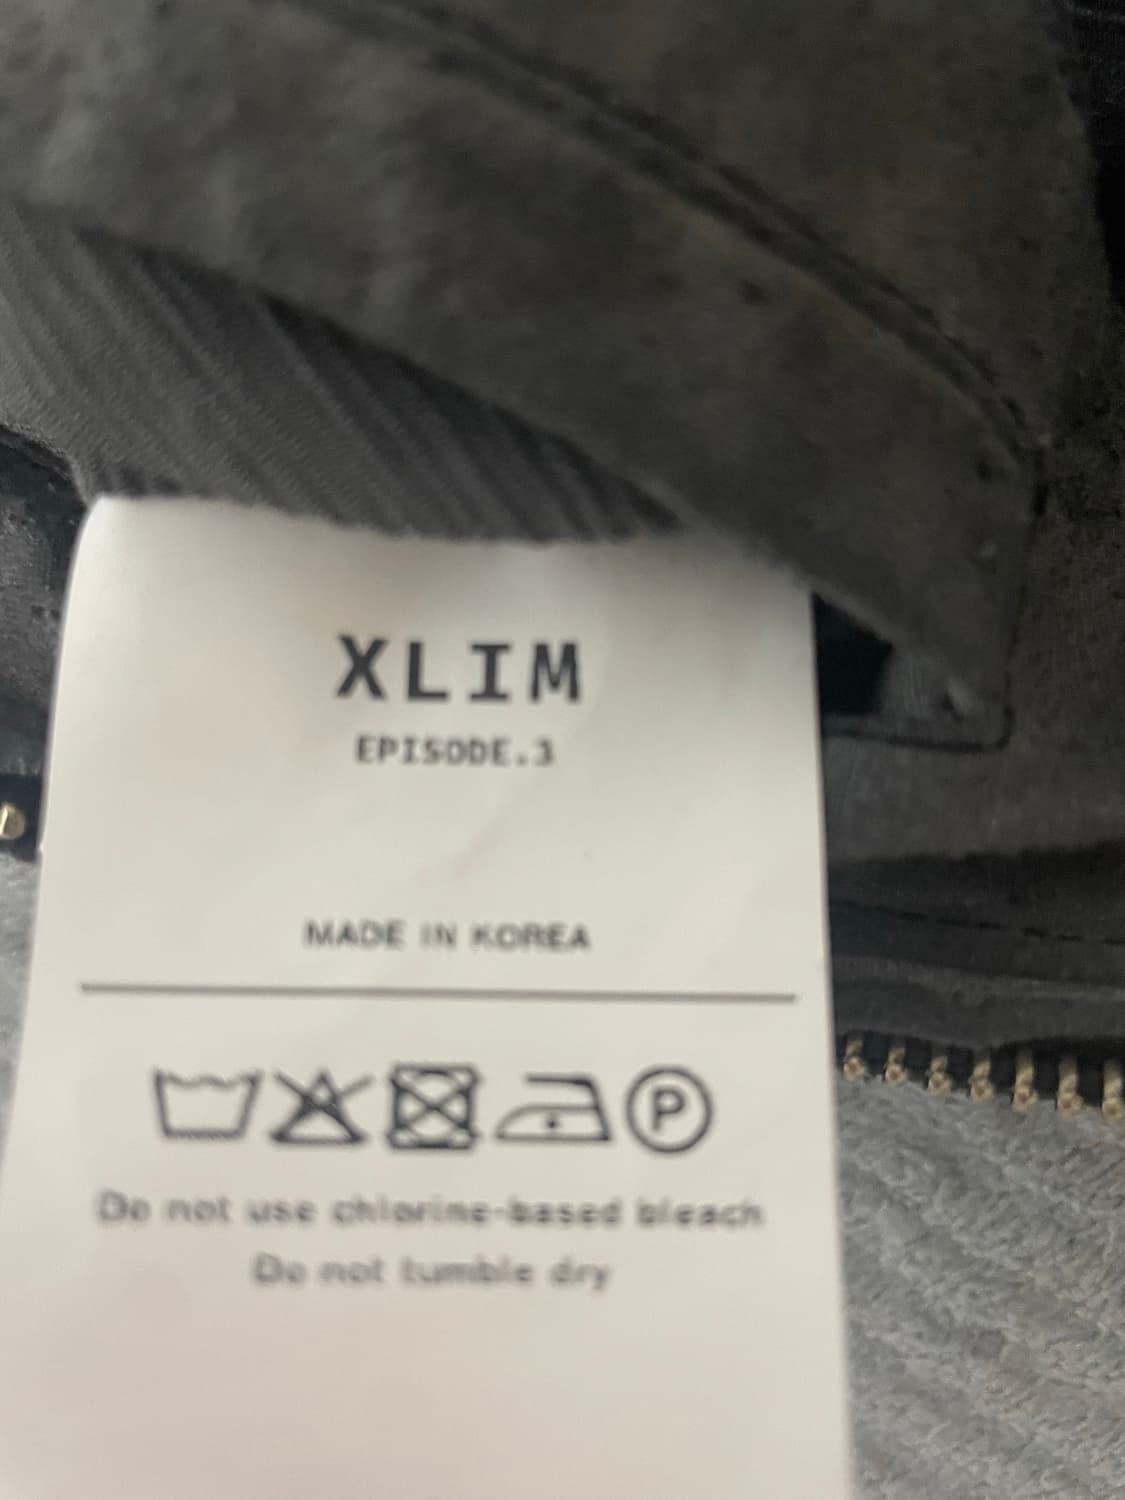 XLIM
EPISODE.3
MADE IN KOREA
P
Do not use chlorine-based bleach
Do not tumble dry